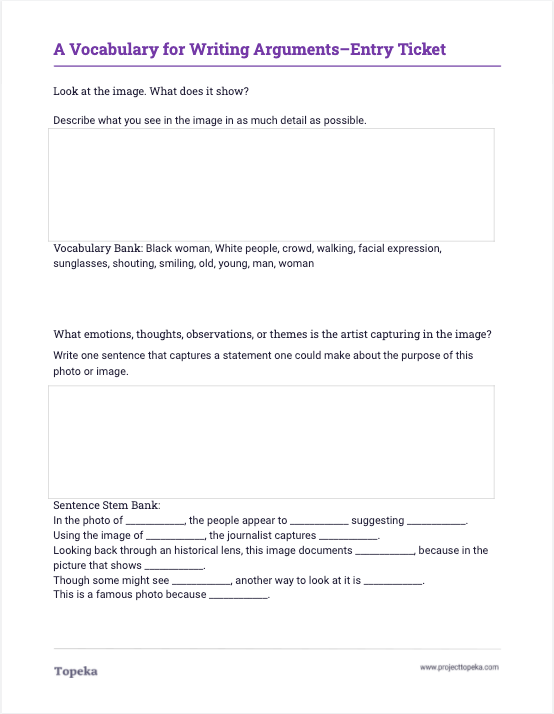 A Vocabulary for Writing Arguments–Entry Ticket
Look at the image. What does it show?
Describe what you see in the image in as much detail as possible.
Vocabulary Bank: Black woman, White people, crowd, walking, facial expression,
sunglasses, shouting, smiling, old, young, man, woman
What emotions, thoughts, observations, or themes is the artist capturing in the image?
Write one sentence that captures a statement one could make about the purpose of this
photo or image.
Sentence Stem Bank:
In the photo of ___________, the people appear to ___________ suggesting ___________.
Using the image of ___________, the journalist captures ___________.
Looking back through an historical lens, this image documents ___________, because in the
picture that shows ___________.
Though some might see ___________, another way to look at it is ___________.
This is a famous photo because ___________.
Topeka
www.projecttopeka.com